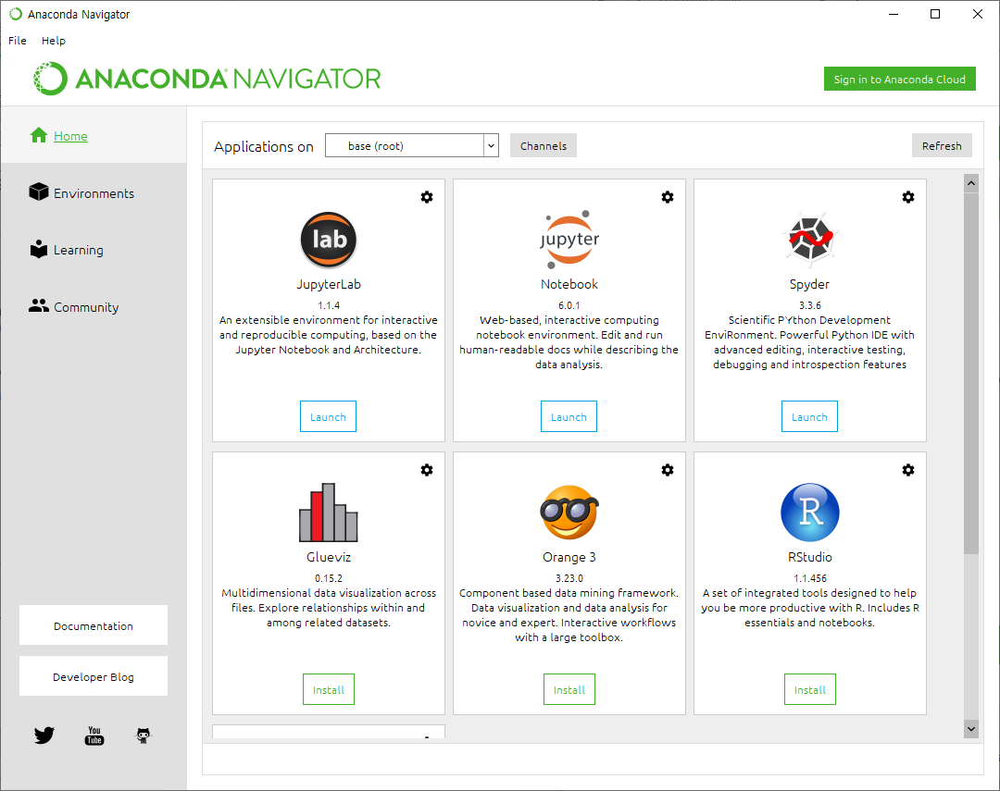 Anaconda Navigator
File Help
ANACONDA NAVIGATOR
Sign in to Anaconda Cloud
Home
Environments
Learning
Community
Documentation
Developer Blog
You
Tube
Applications on
base (root)
Channels
Refresh
lab
JupyterLab
1.1.4
An extensible environment for interactive
and reproducible computing, based on the
Jupyter Notebook and Architecture.
Launch
jupyter
Notebook
6.0.1
Web-based, interactive computing
notebook environment. Edit and run
human-readable docs while describing the
data analysis.
Launch
Spyder
3.3.6
Scientific PYthon Development
EnviRonment. Powerful Python IDE with
advanced editing, interactive testing,
debugging and introspection features
Launch
Glueviz
0.15.2
Multidimensional data visualization across
files. Explore relationships within and
among related datasets.
Install
Orange 3
3.23.0
Component based data mining framework.
Data visualization and data analysis for
novice and expert. Interactive workflows
with a large toolbox.
Install
R
RStudio
1.1.456
A set of integrated tools designed to help
you be more productive with R. Includes R
essentials and notebooks.
Install